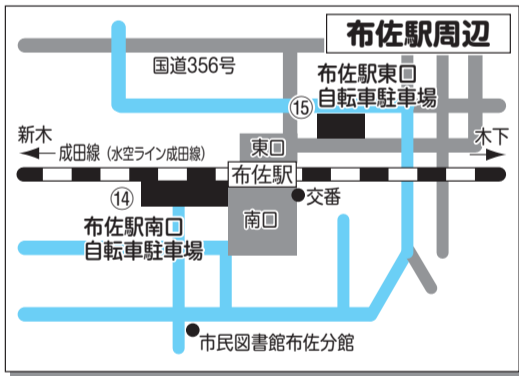 布佐駅周辺
国道356号
布佐駅東口
⑮ 自転車駐車場
新木
成田線（水空ライン成田線）
東口
木下
布佐駅
⑭
交番
布佐駅南口
自転車駐車場
南口
市民図書館布佐分館